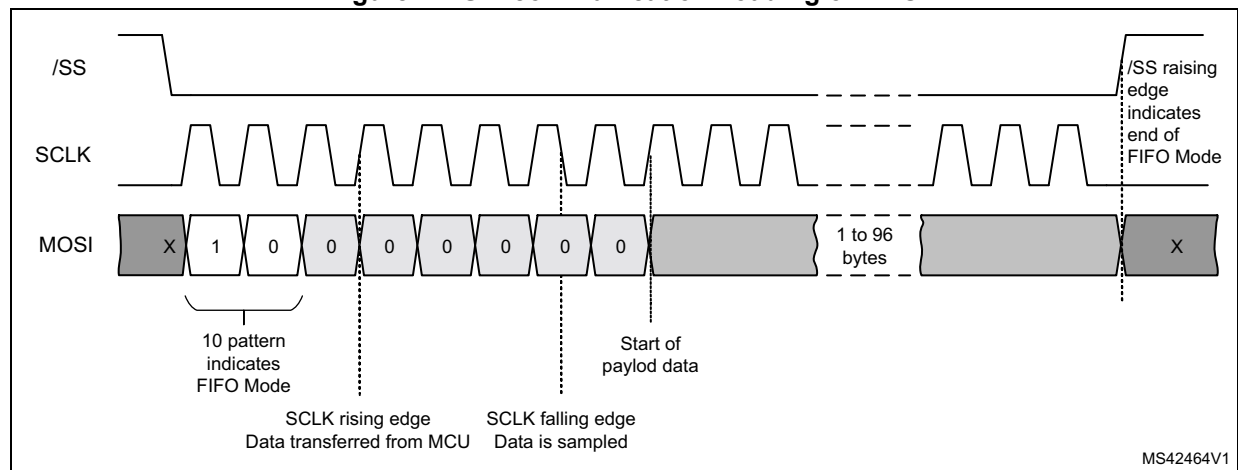 /SS
/SS raising
edge
indicates
end of
FIFO Mode
SCLK
MOSI
X
1
0
0
0
0
0
0
0
1 to 96
bytes
X
10 pattern
indicates
FIFO Mode
Start of
paylod data
SCLK rising edge
Data transferred from MCU
SCLK falling edge
Data is sampled
MS42464V1